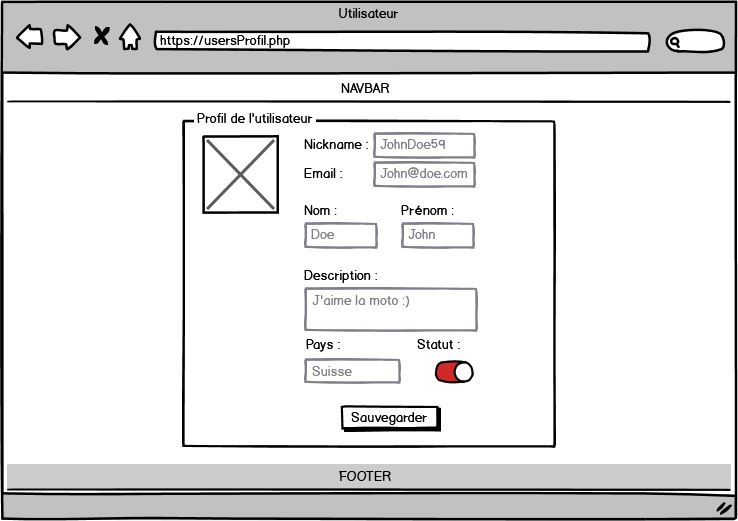 Utilisateur
https://usersProfil.php
NAVBAR
Profil de l'utilisateur
Nickname : JohnDoe59
Email : John@doe.com
Nom : Prénom :
Doe John
Description :
J'aime la moto :)
Pays : Statut :
Suisse
Sauvegarder
FOOTER